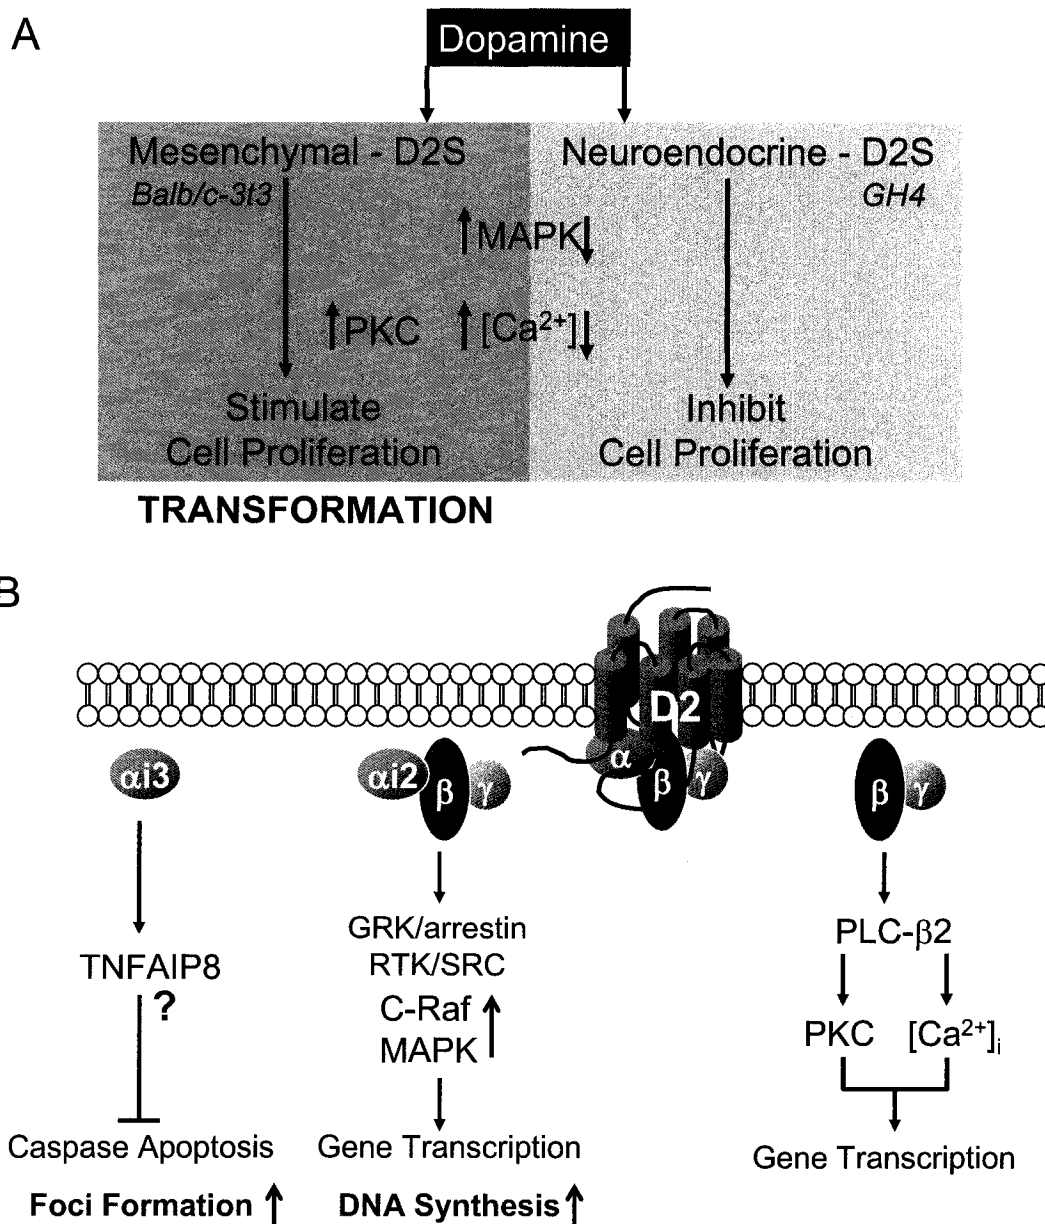 A
Dopamine
Mesenchymal - D2S
Balb/c-3t3
Neuroendocrine - D2S
GH4
↑MAPK↓
↑PKC
↑[Ca²⁺]↓
Stimulate
Cell Proliferation
Inhibit
Cell Proliferation
TRANSFORMATION
B
D2
αi3
αi2
β
γ
α
β
γ
β
γ
TNFAIP8
?
Caspase Apoptosis
Foci Formation ↑
GRK/arrestin
RTK/SRC
C-Raf
MAPK ↑
Gene Transcription
DNA Synthesis ↑
PLC-β2
PKC
[Ca²⁺]i
Gene Transcription